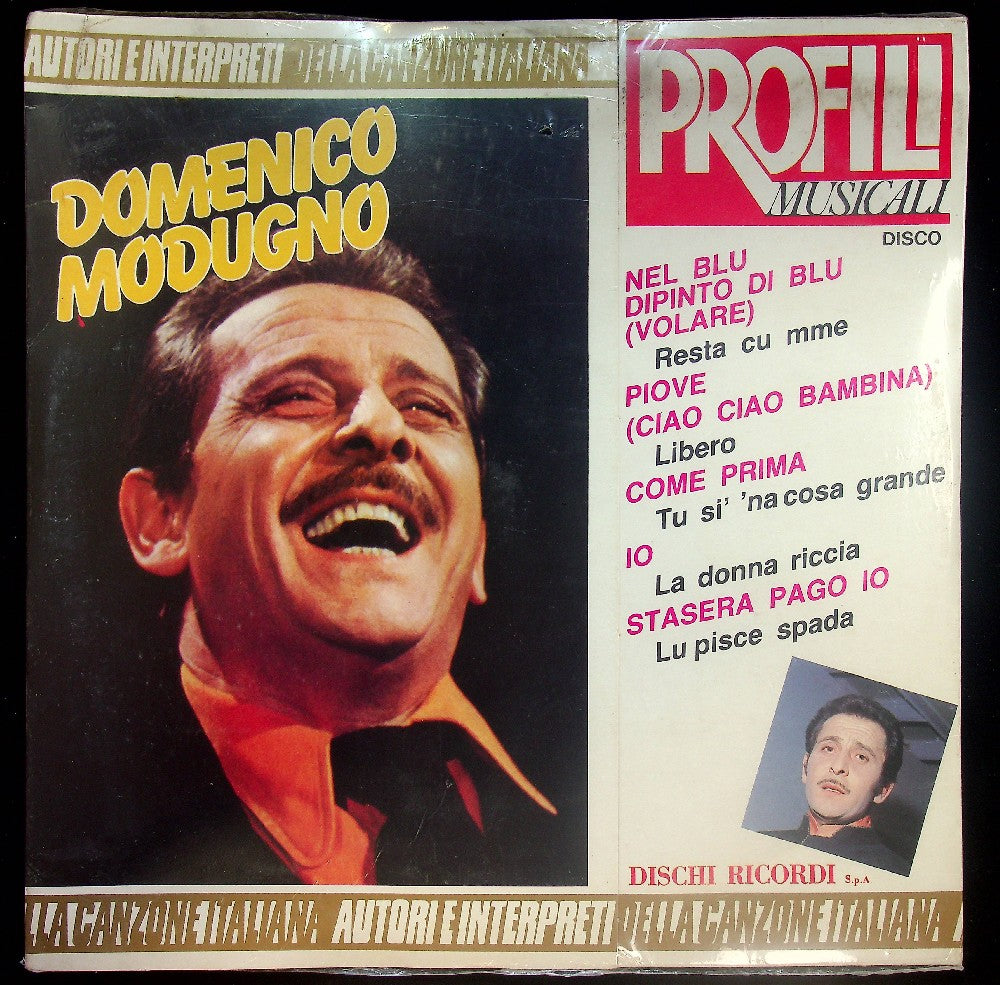 AUTORI E INTERPRETI DELLA CANZONE ITALIANA
DOMENICO
MODUGNO
PROFILI
MUSICALI
DISCO
NEL BLU
DIPINTO DI BLU
(VOLARE)
Resta cu mme
PIOVE
(CIAO CIAO BAMBINA)
Libero
COME PRIMA
Tu si' 'na cosa grande
IO
La donna riccia
STASERA PAGO IO
Lu pisce spada
DISCHI RICORDI S.p.A
LLA CANZONE ITALIANA AUTORI E INTERPRETI DELLA CANZONE ITALIANA A